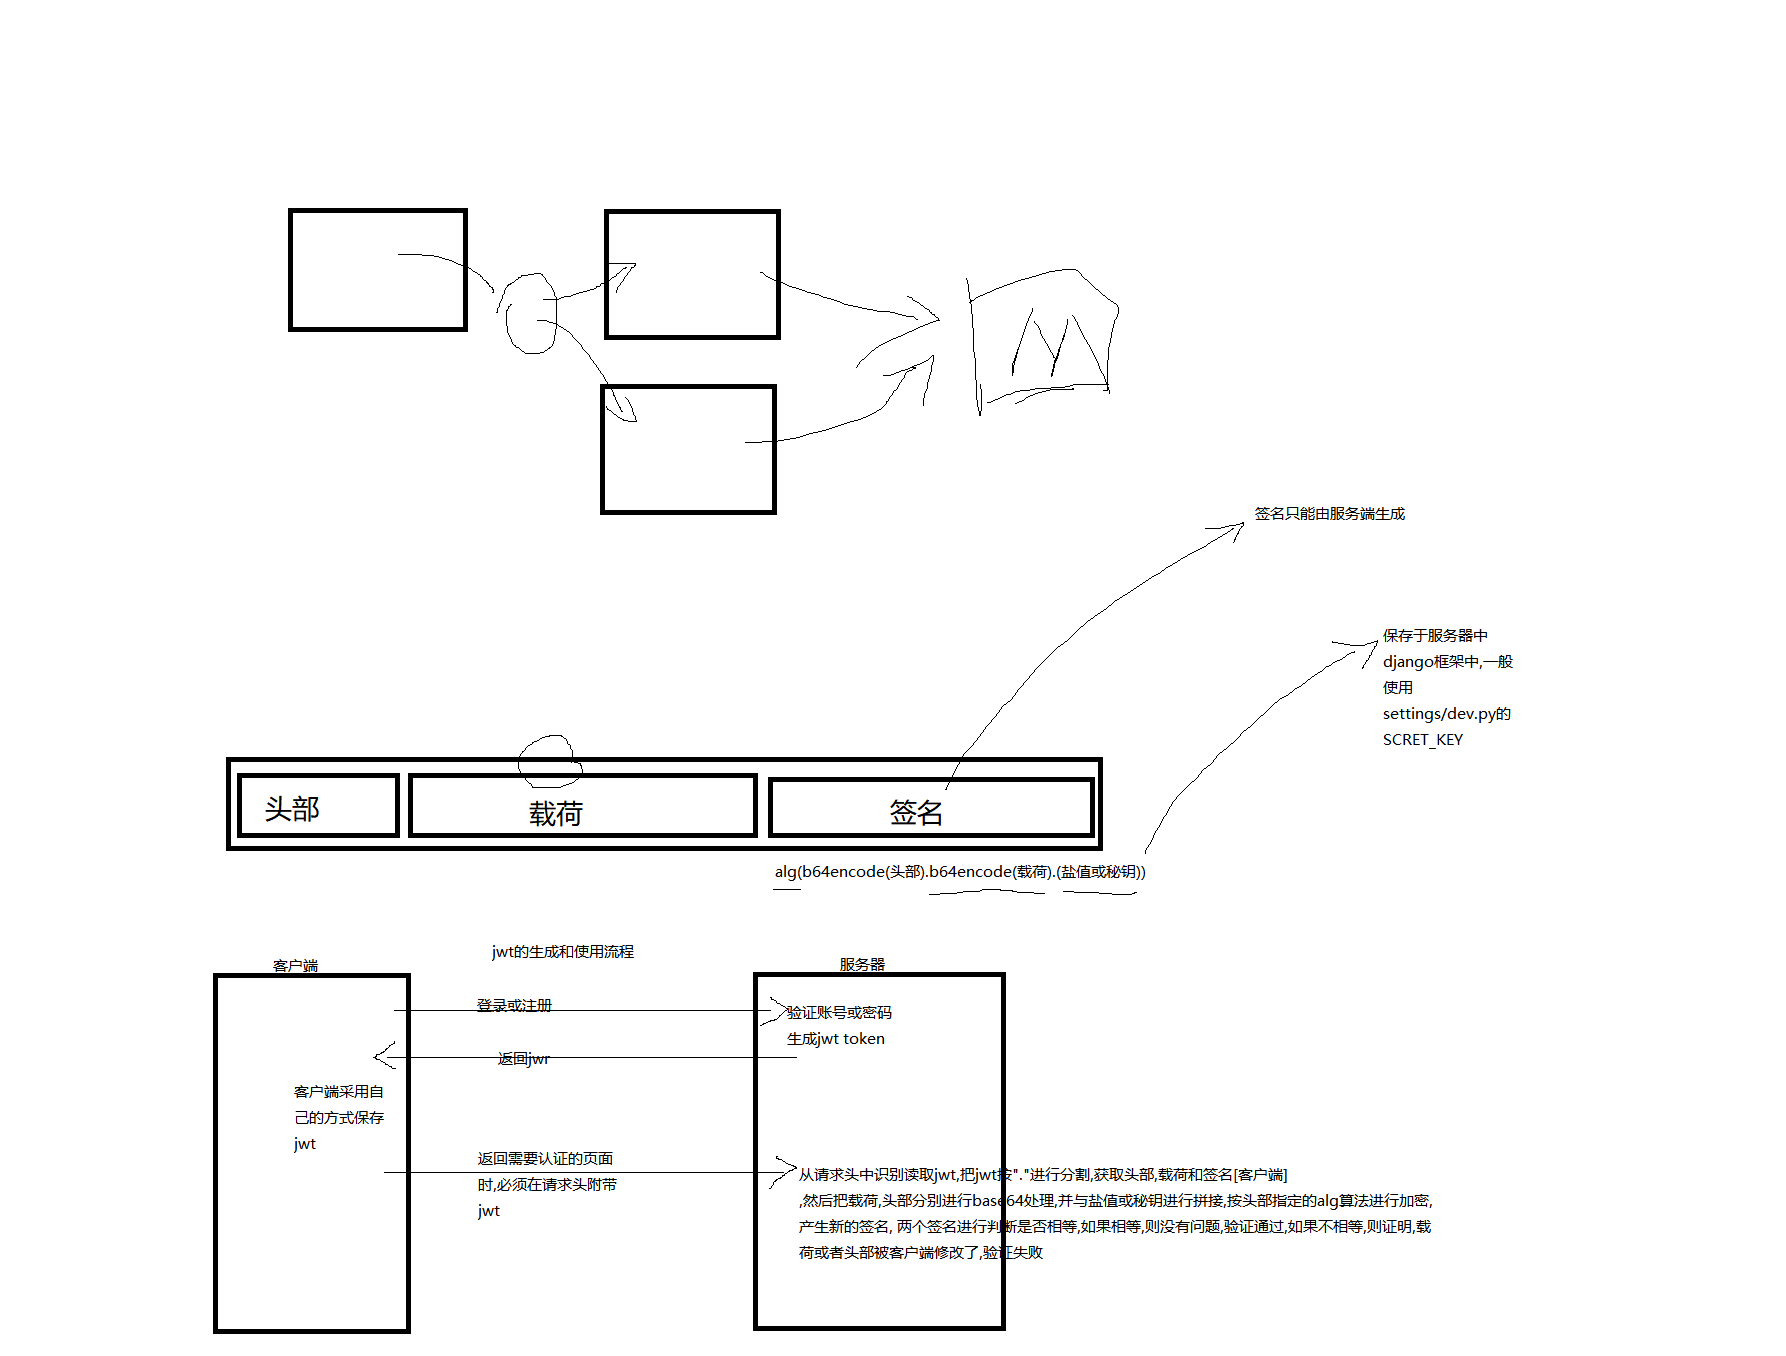 签名只能由服务端生成
保存于服务器中
django框架中,一般
使用
settings/dev.py的
SCRET_KEY
头部
载荷
签名
alg(b64encode(头部).b64encode(载荷).(盐值或秘钥))
jwt的生成和使用流程
客户端
服务器
登录或注册
验证账号或密码
生成jwt token
返回jwr
客户端采用自
己的方式保存
jwt
返回需要认证的页面
时,必须在请求头附带
jwt
从请求头中识别读取jwt,把jwt按"."进行分割,获取头部,载荷和签名[客户端]
,然后把载荷,头部分别进行base64处理,并与盐值或秘钥进行拼接,按头部指定的alg算法进行加密,
产生新的签名, 两个签名进行判断是否相等,如果相等,则没有问题,验证通过,如果不相等,则证明,载
荷或者头部被客户端修改了,验证失败